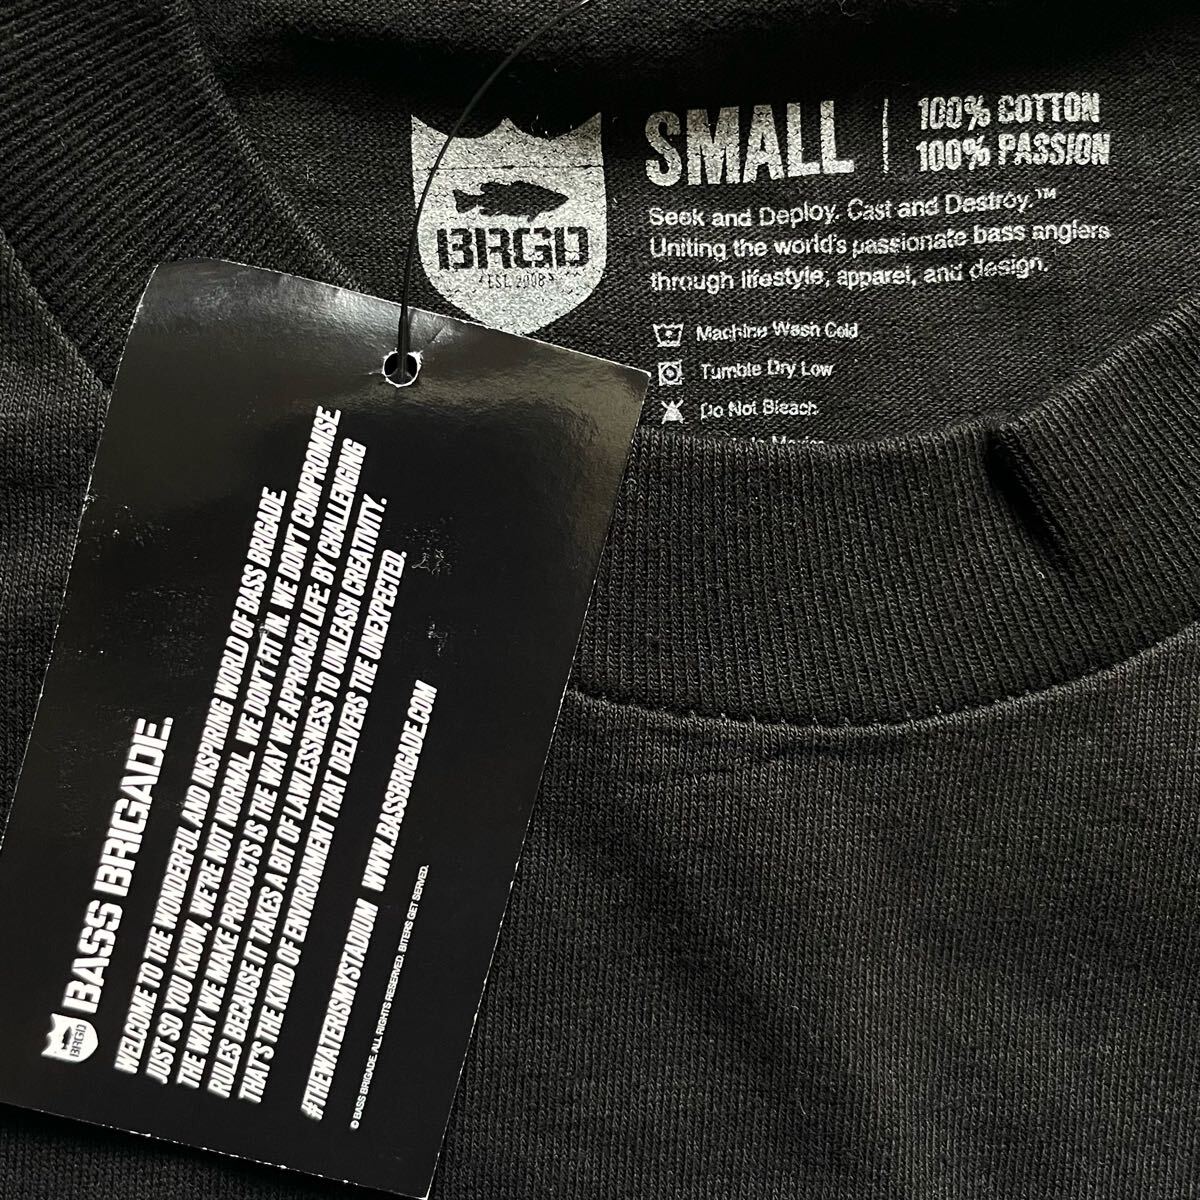 SMALL
100% COTTON
100% PASSION
BRGD
EST. 2008
Seek and Deploy. Cast and Destroy.™
Uniting the world's passionate bass anglers
through lifestyle, apparel, and design.
Machine Wash Cold
Tumble Dry Low
Do Not Bleach
BRGD
BASS BRIGADE.
WELCOME TO THE WONDERFUL AND INSPIRING WORLD OF BASS BRIGADE
JUST SO YOU KNOW, WE'RE NOT NORMAL. WE DON'T FIT IN. WE DON'T COMPROMISE
THE WAY WE MAKE PRODUCTS IS THE WAY WE APPROACH LIFE: BY CHALLENGING
RULES BECAUSE IT TAKES A BIT OF LAWLESSNESS TO UNLEASH CREATIVITY.
THAT'S THE KIND OF ENVIRONMENT THAT DELIVERS THE UNEXPECTED.
#THEWATERISMYSTADIUM WWW.BASSBRIGADE.COM
© BASS BRIGADE. ALL RIGHTS RESERVED. BITERS GET SERVED.